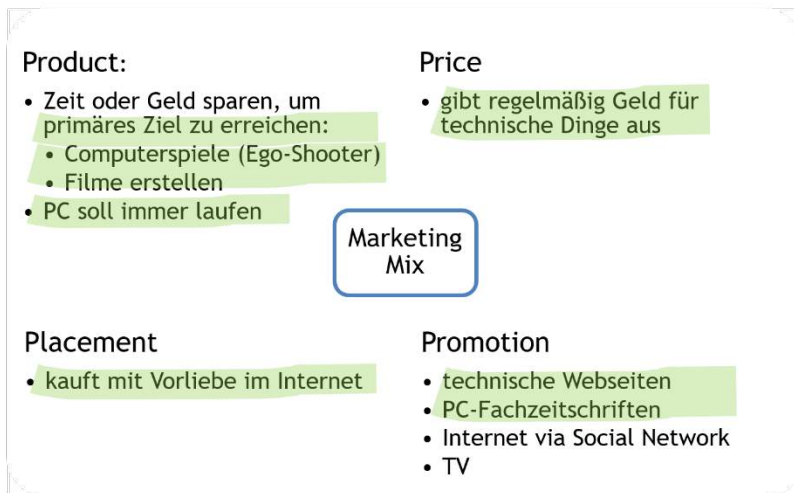 Product:
• Zeit oder Geld sparen, um
primäres Ziel zu erreichen:
• Computerspiele (Ego-Shooter)
• Filme erstellen
• PC soll immer laufen
Price
• gibt regelmäßig Geld für
technische Dinge aus
Marketing
Mix
Placement
• kauft mit Vorliebe im Internet
Promotion
• technische Webseiten
• PC-Fachzeitschriften
• Internet via Social Network
• TV